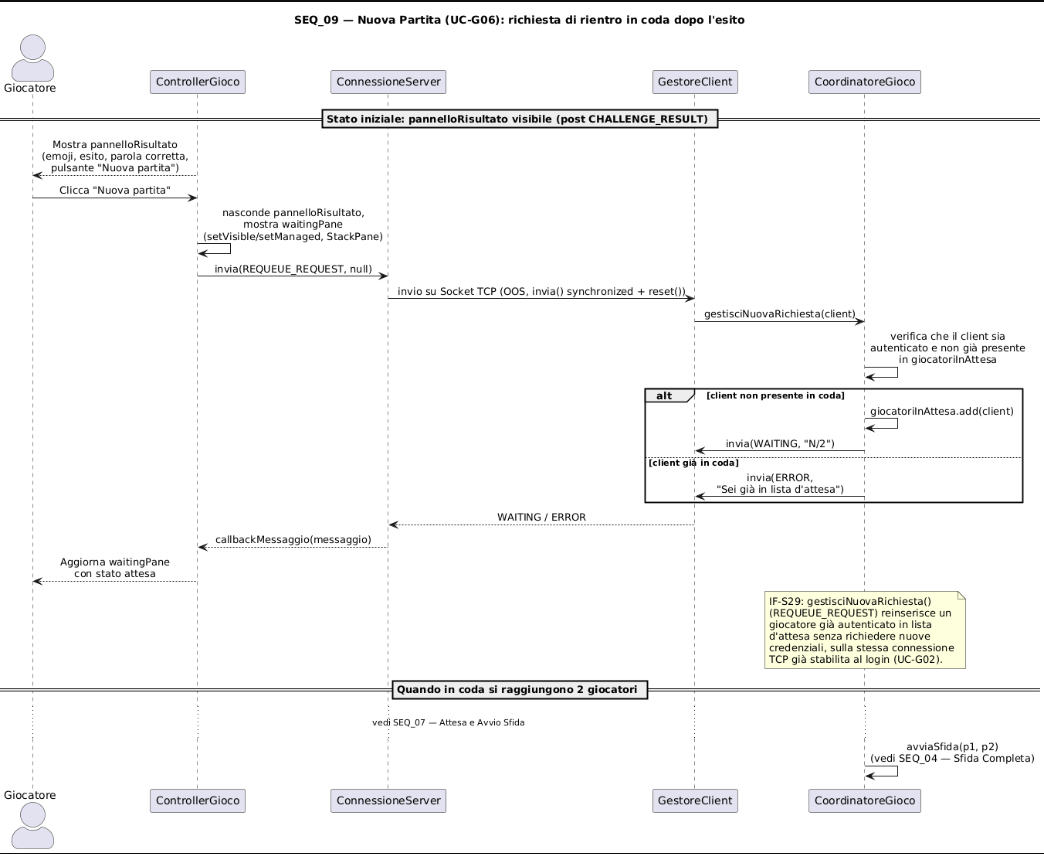 SEQ_09 — Nuova Partita (UC-G06): richiesta di rientro in coda dopo l'esito
Giocatore
ControllerGioco
ConnessioneServer
GestoreClient
CoordinatoreGioco
Stato iniziale: pannelloRisultato visibile (post CHALLENGE_RESULT)
Mostra pannelloRisultato
(emoji, esito, parola corretta,
pulsante "Nuova partita")
Clicca "Nuova partita"
nasconde pannelloRisultato,
mostra waitingPane
(setVisible/setManaged, StackPane)
invia(REQUEUE_REQUEST, null)
invio su Socket TCP (OOS, invia() synchronized + reset())
gestisciNuovaRichiesta(client)
verifica che il client sia
autenticato e non già presente
in giocatoriInAttesa
alt
[client non presente in coda]
giocatoriInAttesa.add(client)
invia(WAITING, "N/2")
[client già in coda]
invia(ERROR,
"Sei già in lista d'attesa")
WAITING / ERROR
callbackMessaggio(messaggio)
Aggiorna waitingPane
con stato attesa
IF-S29: gestisciNuovaRichiesta()
(REQUEUE_REQUEST) reinserisce un
giocatore già autenticato in lista
d'attesa senza richiedere nuove
credenziali, sulla stessa connessione
TCP già stabilita al login (UC-G02).
Quando in coda si raggiungono 2 giocatori
vedi SEQ_07 — Attesa e Avvio Sfida
avviaSfida(p1, p2)
(vedi SEQ_04 — Sfida Completa)
Giocatore
ControllerGioco
ConnessioneServer
GestoreClient
CoordinatoreGioco